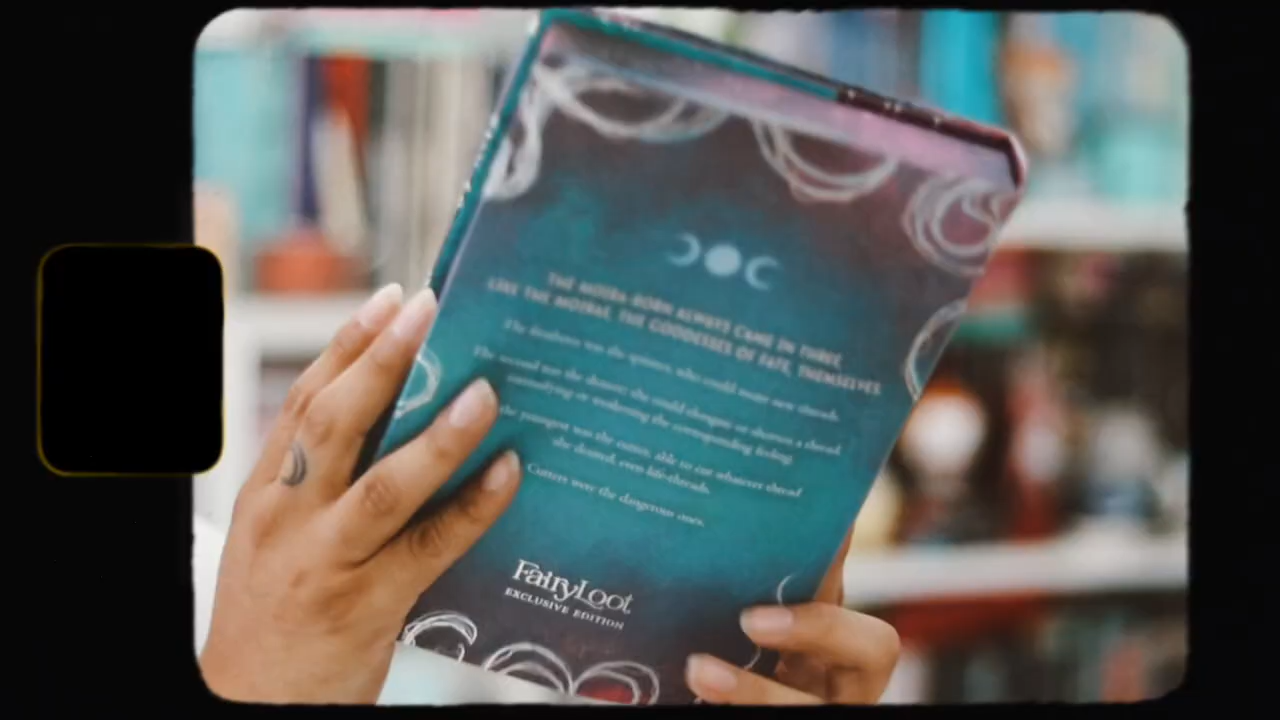 THE MOIRA-BORN ALWAYS CAME IN THREE,
LIKE THE MOIRAE, THE GODDESSES OF FATE, THEMSELVES.
The firstborn was the spinner, who could create new threads.
The second was the drawer; she could elongate or shorten a thread,
intensifying or weakening the corresponding feeling.
The youngest was the cutter, able to cut whatever thread
she desired, even life-threads.
Cutters were the dangerous ones.
FairyLoot
EXCLUSIVE EDITION